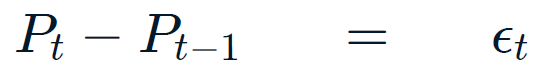 P_t − P_{t−1} = ϵ_t